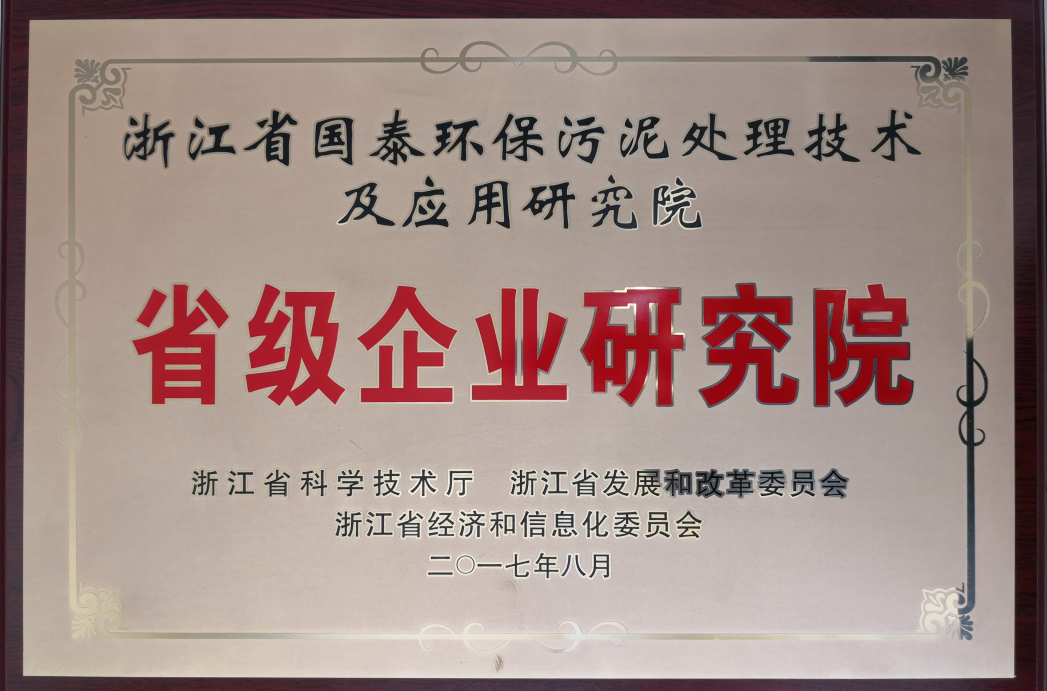 浙江省国泰环保污泥处理技术
及应用研究院
省级企业研究院
浙江省科学技术厅 浙江省发展和改革委员会
浙江省经济和信息化委员会
二〇一七年八月